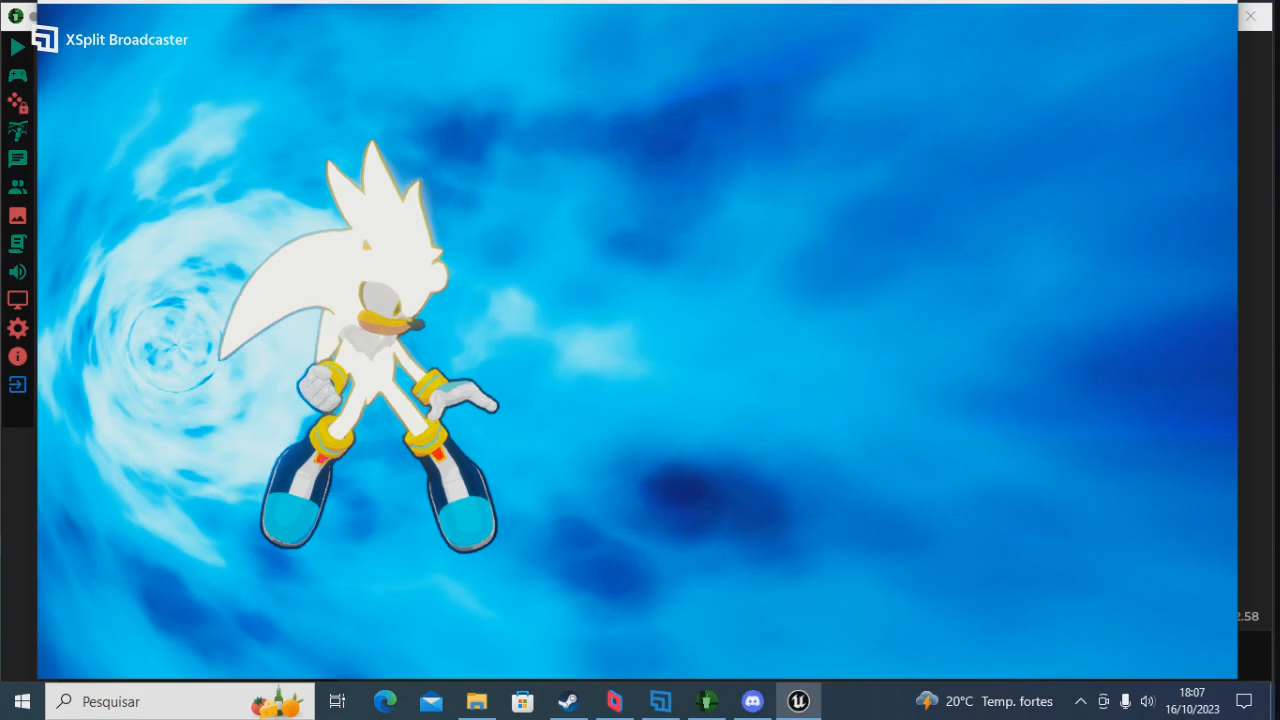 XSplit Broadcaster
2.58
Pesquisar
20°C Temp. fortes
18:07
16/10/2023